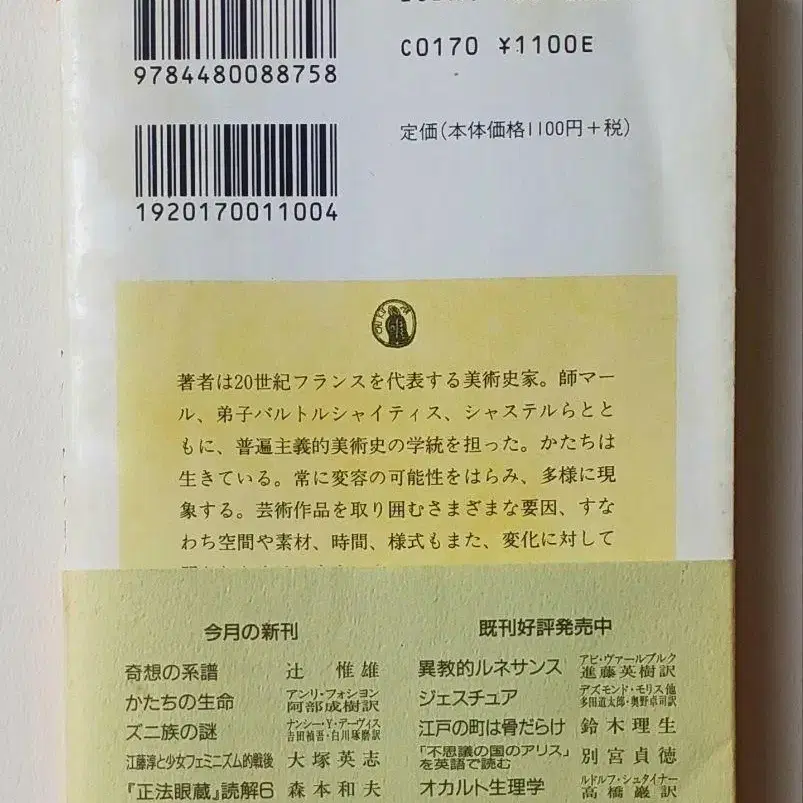 9784480088758
C0170 ¥1100E
定価(本体価格1100円+税)
1920170011004
著者は20世紀フランスを代表する美術史家。師マー
ル、弟子バルトルシャイティス、シャステルらとと
もに、普遍主義的美術史の学統を担った。かたちは
生きている。常に変容の可能性をはらみ、多様に現
象する。芸術作品を取り囲むさまざまな要因、すな
わち空間や素材、時間、様式もまた、変化に対して
今月の新刊
奇想の系譜 辻 惟雄
かたちの生命 アンリ・フォション 阿部成樹訳
ズニ族の謎 ナンシー・Y・デーヴィス 吉田禎吾・白川琢磨訳
江藤淳と少女フェミニズム的戦後 大塚英志
『正法眼蔵』読解6 森本和夫
既刊好評発売中
異教的ルネサンス アビ・ヴァールブルク 進藤英樹訳
ジェスチュア デズモンド・モリス他 多田道太郎・奥野卓司訳
江戸の町は骨だらけ 鈴木理生
「不思議の国のアリス」を英語で読む 別宮貞徳
オカルト生理学 ルドルフ・シュタイナー 高橋巖訳